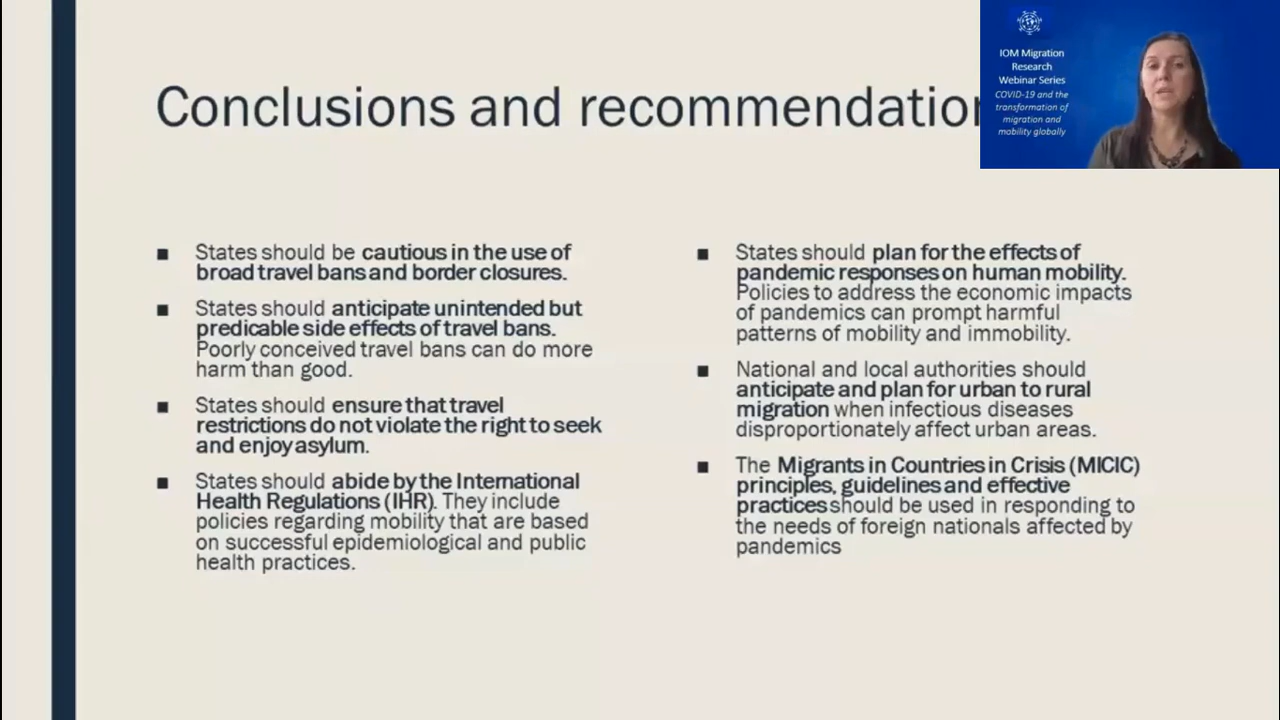 Conclusions and recommendation
IOM Migration
Research
Webinar Series
COVID-19 and the
transformation of
migration and
mobility globally
States should be cautious in the use of
broad travel bans and border closures.
States should anticipate unintended but
predicable side effects of travel bans.
Poorly conceived travel bans can do more
harm than good.
States should ensure that travel
restrictions do not violate the right to seek
and enjoy asylum.
States should abide by the International
Health Regulations (IHR). They include
policies regarding mobility that are based
on successful epidemiological and public
health practices.
States should plan for the effects of
pandemic responses on human mobility.
Policies to address the economic impacts
of pandemics can prompt harmful
patterns of mobility and immobility.
National and local authorities should
anticipate and plan for urban to rural
migration when infectious diseases
disproportionately affect urban areas.
The Migrants in Countries in Crisis (MICIC)
principles, guidelines and effective
practices should be used in responding to
the needs of foreign nationals affected by
pandemics